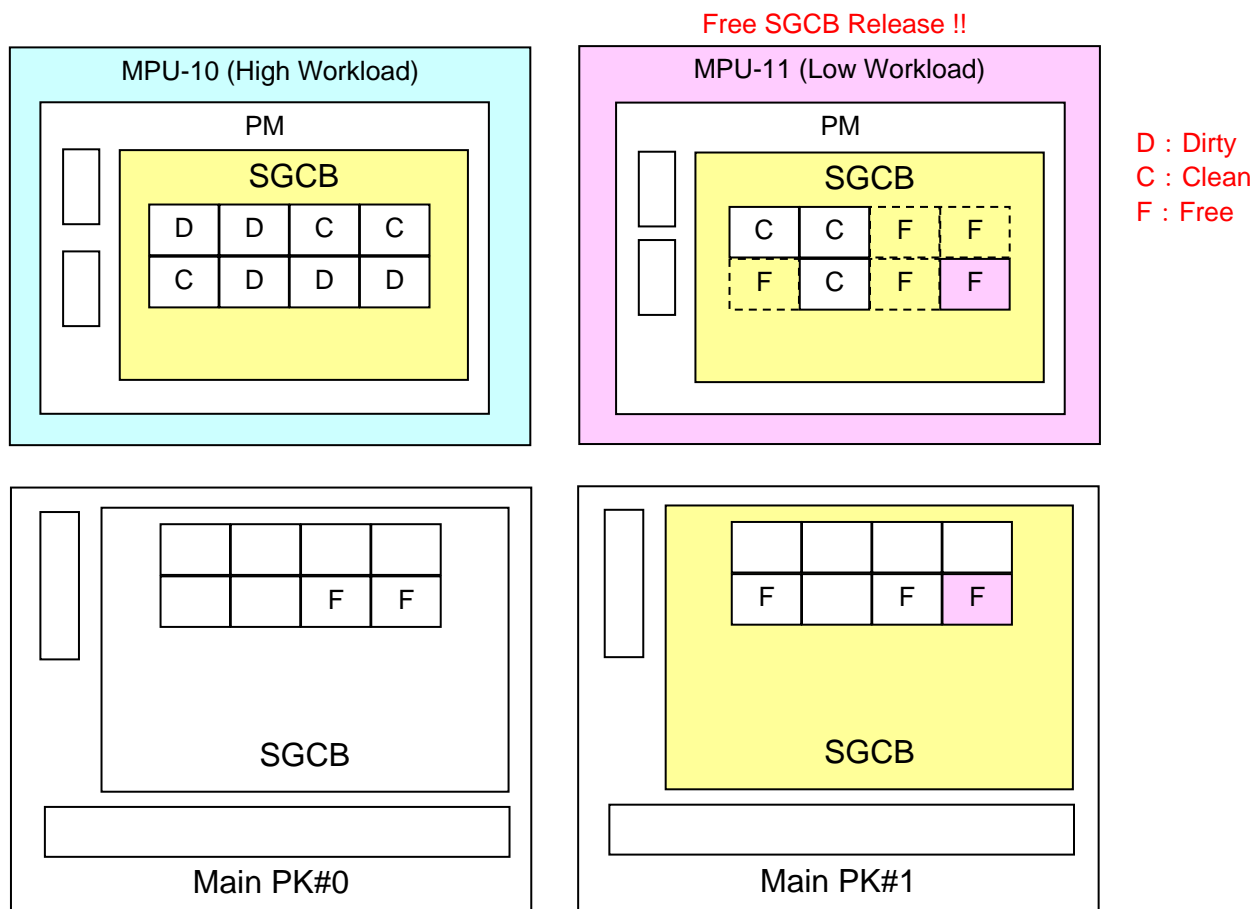 Free SGCB Release !!
MPU-10 (High Workload)
PM
SGCB
D D C C
C D D D
MPU-11 (Low Workload)
PM
SGCB
C C F F
F C F F
D : Dirty
C : Clean
F : Free
F F
SGCB
Main PK#0
F F F
SGCB
Main PK#1